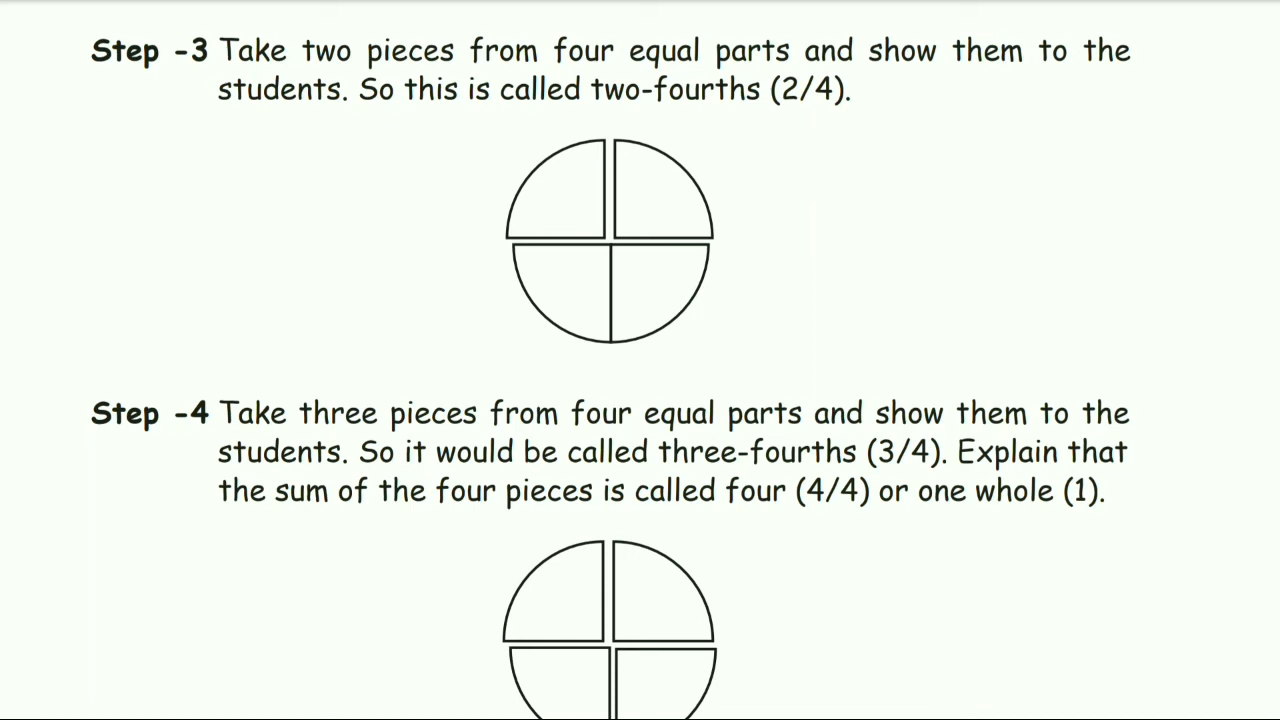 Step -3 Take two pieces from four equal parts and show them to the
students. So this is called two-fourths (2/4).
Step -4 Take three pieces from four equal parts and show them to the
students. So it would be called three-fourths (3/4). Explain that
the sum of the four pieces is called four (4/4) or one whole (1).